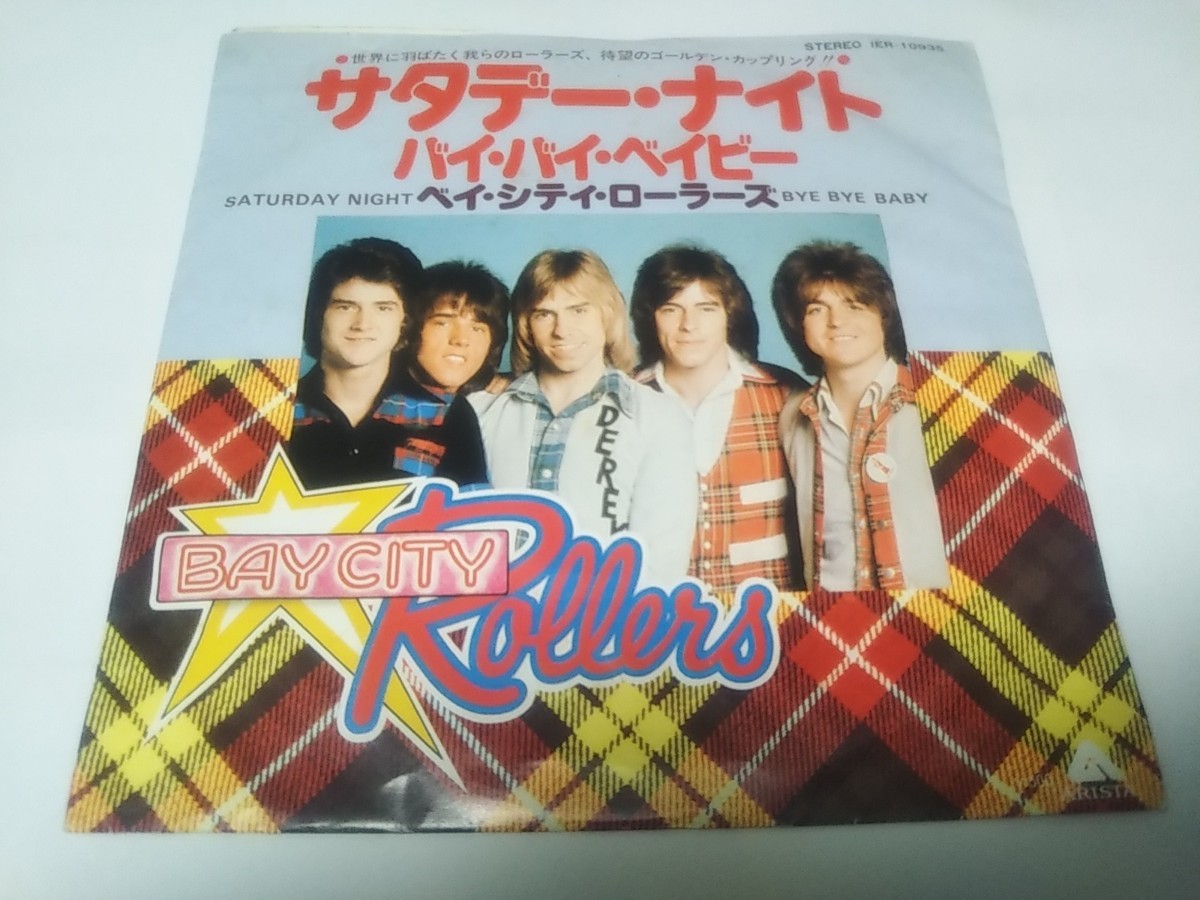 STEREO IER-10935
●世界に羽ばたく我らのローラーズ、待望のゴールデン・カップリング!!●
サタデー・ナイト
バイ・バイ・ベイビー
SATURDAY NIGHT ベイ・シティ・ローラーズ BYE BYE BABY
DEREK
BAY CITY
Rollers
ARISTA